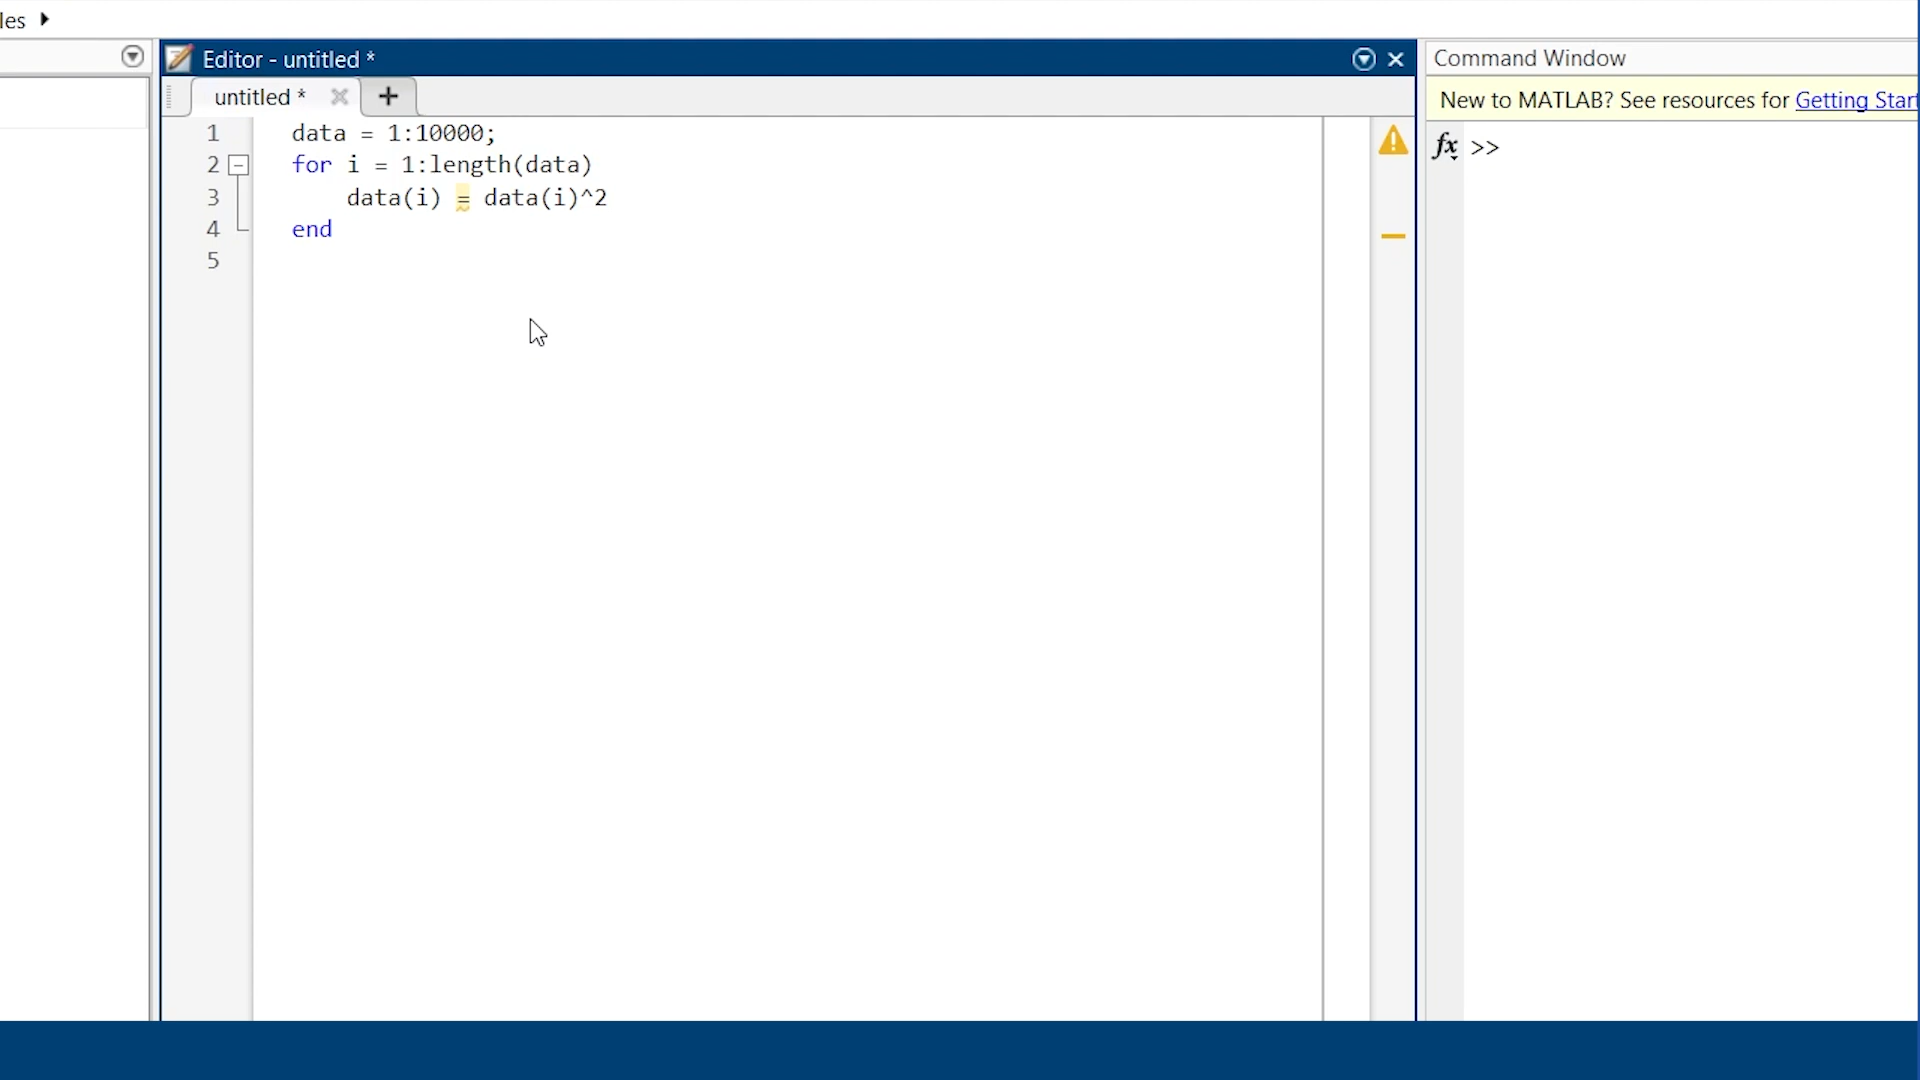 les
Editor - untitled *
untitled *
Command Window
New to MATLAB? See resources for Getting Start
1 data = 1:10000;
2 for i = 1:length(data)
3 data(i) = data(i)^2
4 end
5
fx >>